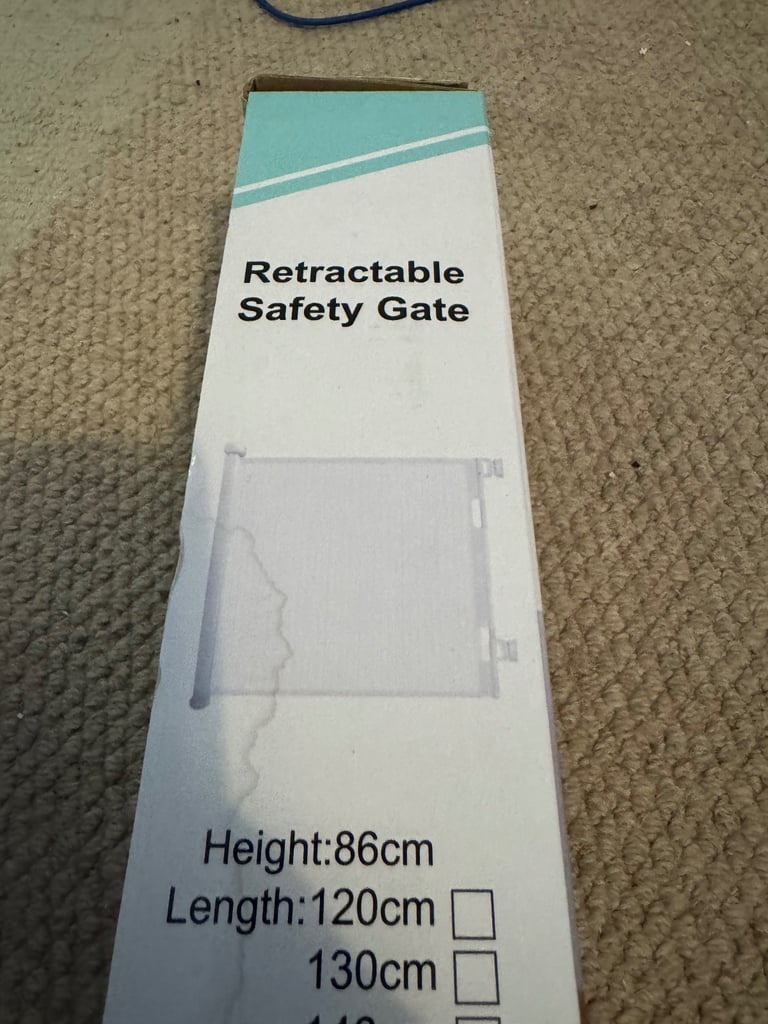 Retractable
Safety Gate
Height:86cm
Length:120cm
130cm